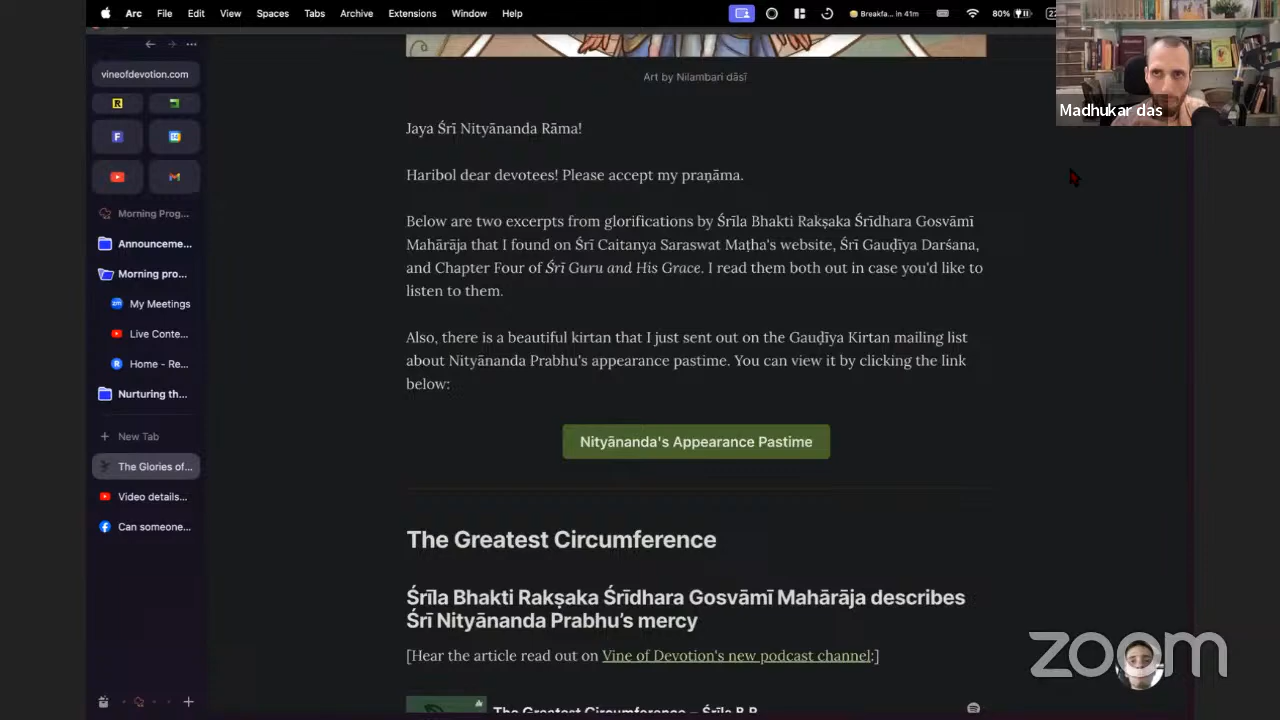 Arc File Edit View Spaces Tabs Archive Extensions Window Help
Breakfa... in 41m
80%
vineofdevotion.com
Morning Prog...
Announceme...
Morning pro...
My Meetings
Live Conte...
Home - Re...
Nurturing th...
New Tab
The Glories of...
Video details...
Can someone...
Madhukar das
Art by Nilambari dāsī
Jaya Śrī Nityānanda Rāma!
Haribol dear devotees! Please accept my praṇāma.
Below are two excerpts from glorifications by Śrīla Bhakti Rakṣaka Śrīdhara Gosvāmī
Mahārāja that I found on Śrī Caitanya Saraswat Maṭha's website, Śrī Gauḍīya Darśana,
and Chapter Four of Śrī Guru and His Grace. I read them both out in case you'd like to
listen to them.
Also, there is a beautiful kirtan that I just sent out on the Gauḍīya Kirtan mailing list
about Nityānanda Prabhu's appearance pastime. You can view it by clicking the link
below:
Nityānanda's Appearance Pastime
The Greatest Circumference
Śrīla Bhakti Rakṣaka Śrīdhara Gosvāmī Mahārāja describes
Śrī Nityānanda Prabhu’s mercy
[Hear the article read out on Vine of Devotion's new podcast channel:]
The Greatest Circumference – Śrīla B.R.
zoom